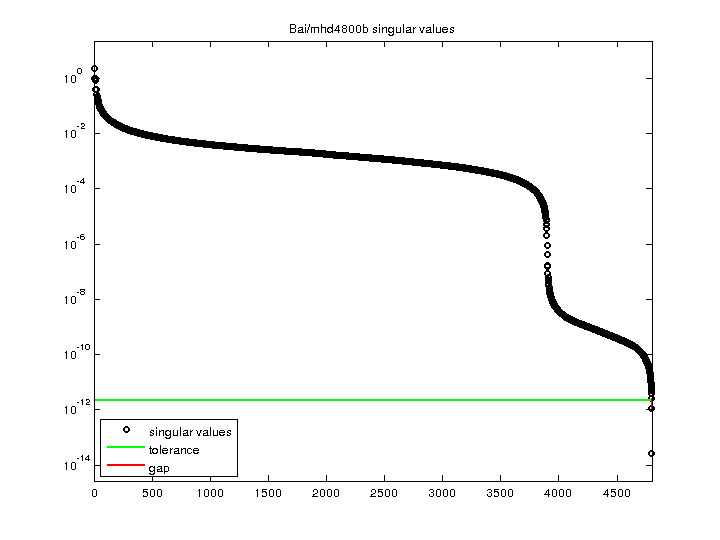 Bai/mhd4800b singular values
10^0
10^-2
10^-4
10^-6
10^-8
10^-10
10^-12
10^-14
singular values
tolerance
gap
0 500 1000 1500 2000 2500 3000 3500 4000 4500